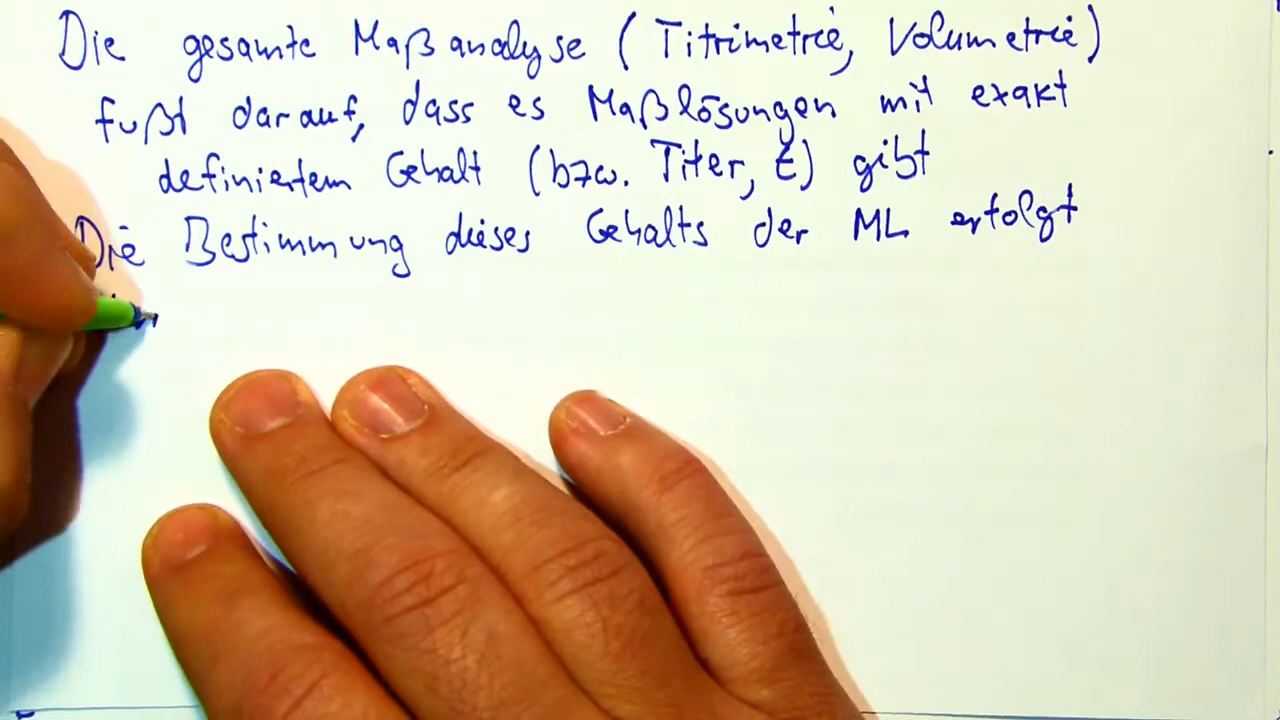 Die gesamte Maßanalyse (Titrimetrie, Volumetrie)
fußt darauf, dass es Maßlösungen mit exakt
definiertem Gehalt (bzw. Titer, t) gibt
Die Bestimmung dieses Gehalts der ML erfolgt